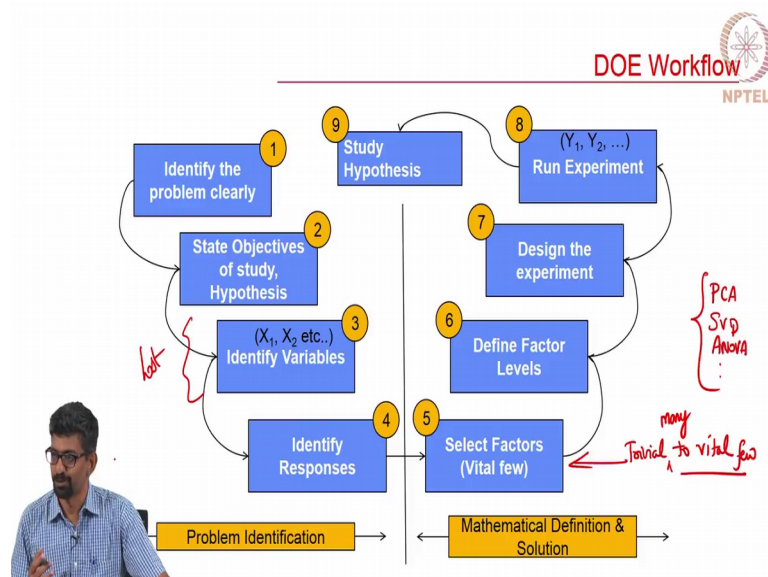 DOE Workflow
NPTEL
1
Identify the
problem clearly
2
State Objectives
of study,
Hypothesis
3
(X1, X2 etc..)
Identify Variables
4
Identify
Responses
5
Select Factors
(Vital few)
6
Define Factor
Levels
7
Design the
experiment
8
(Y1, Y2, ...)
Run Experiment
9
Study
Hypothesis
PCA
SVD
ANOVA
:
many
Trivial ^ to vital few
Problem Identification
Mathematical Definition &
Solution